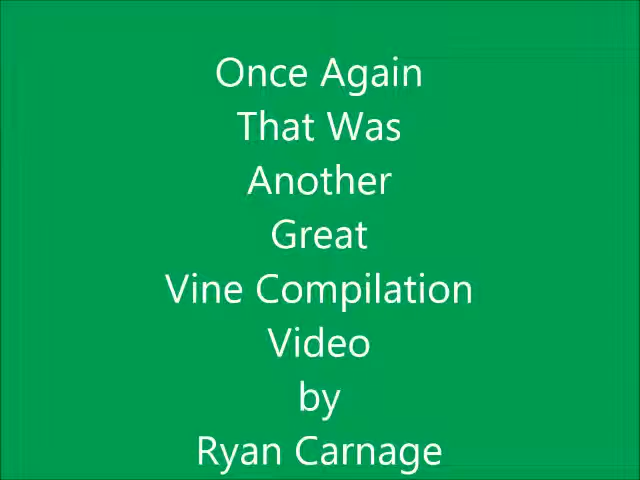 Once Again
That Was
Another
Great
Vine Compilation
Video
by
Ryan Carnage